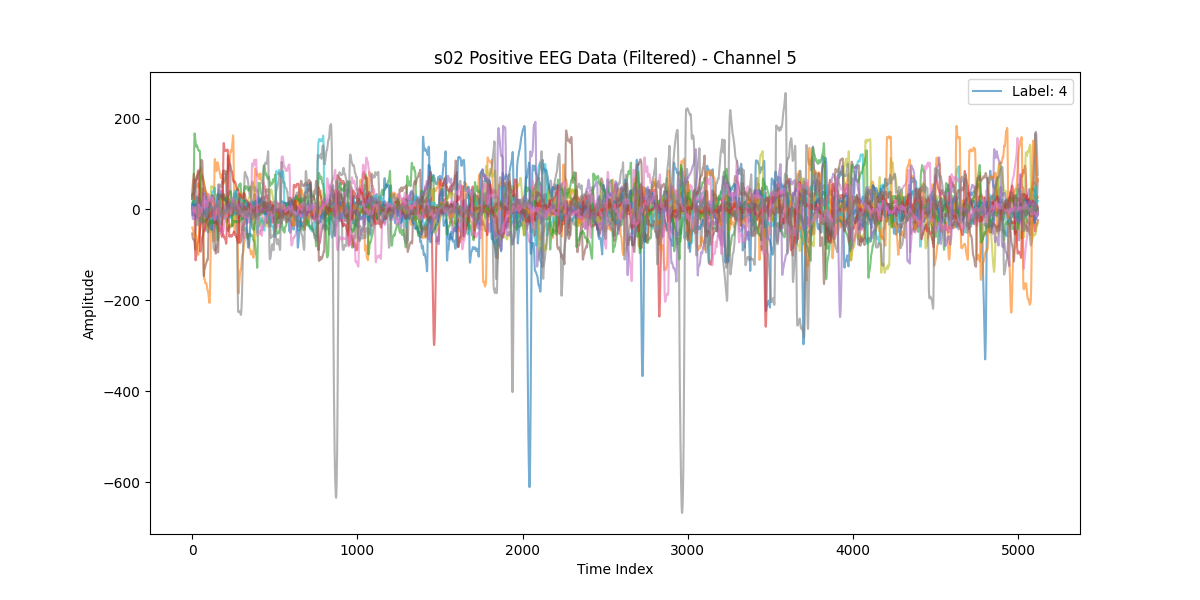 s02 Positive EEG Data (Filtered) - Channel 5
Label: 4
Amplitude
200
0
−200
−400
−600
0 1000 2000 3000 4000 5000
Time Index